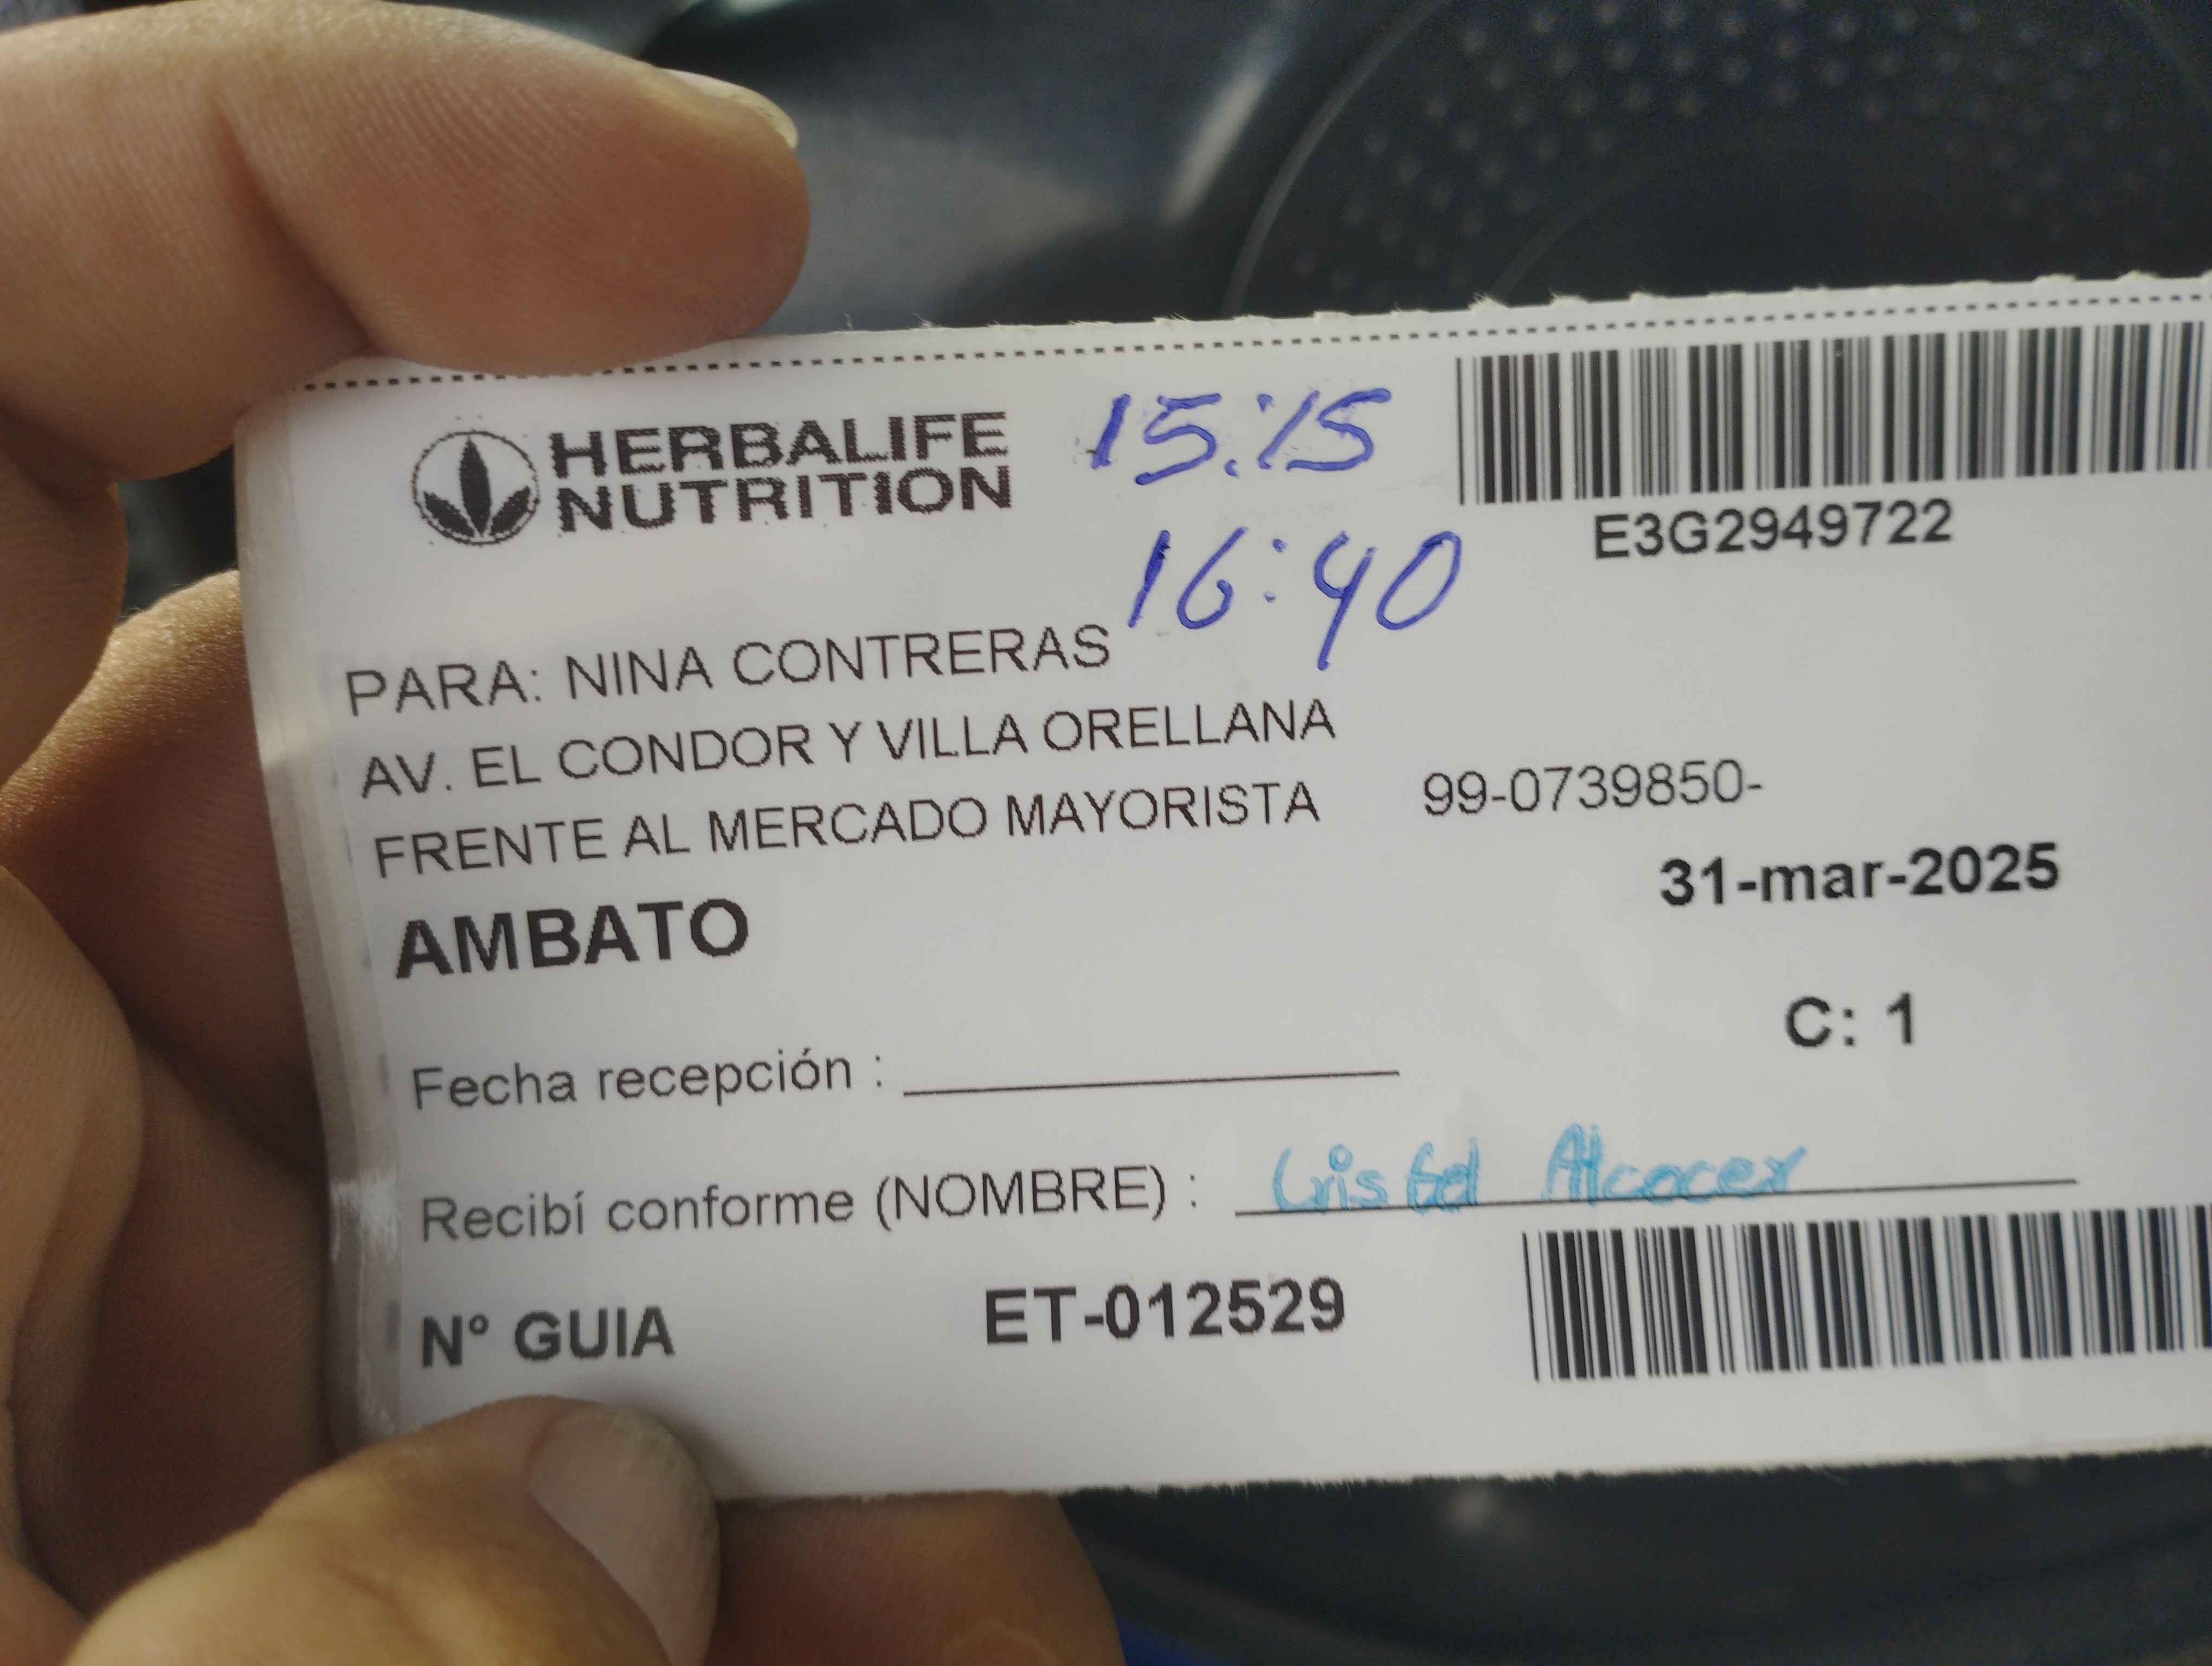 HERBALIFE
NUTRITION
15:15
16:40
E3G2949722
PARA: NINA CONTRERAS
AV. EL CONDOR Y VILLA ORELLANA
FRENTE AL MERCADO MAYORISTA 99-0739850-
31-mar-2025
AMBATO
C: 1
Fecha recepción :
Recibí conforme (NOMBRE) : Cristel Alcocer
N° GUIA ET-012529